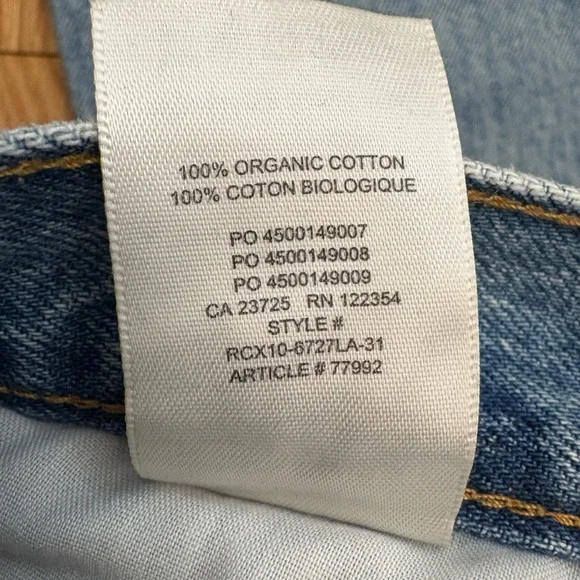 100% ORGANIC COTTON
100% COTON BIOLOGIQUE
PO 4500149007
PO 4500149008
PO 4500149009
CA 23725 RN 122354
STYLE #
RCX10-6727LA-31
ARTICLE # 77992